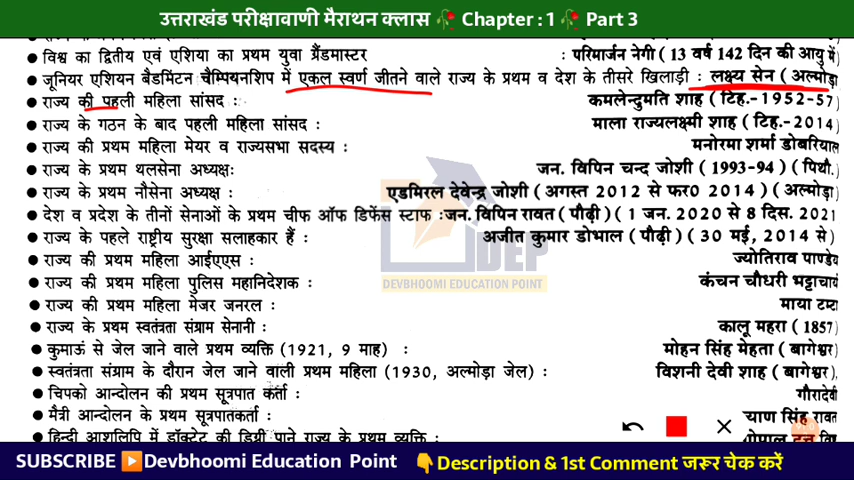 उत्तराखंड परीक्षावाणी मैराथन क्लास 🥀 Chapter : 1 🥀 Part 3
● विश्व का द्वितीय एवं एशिया का प्रथम युवा ग्रैंडमास्टर : परिमार्जन नेगी ( 13 वर्ष 142 दिन की आयु में
● जूनियर एशियन बैडमिंटन चैम्पियनशिप में एकल स्वर्ण जीतने वाले राज्य के प्रथम व देश के तीसरे खिलाड़ी : लक्ष्य सेन ( अल्मोड़ा
● राज्य की पहली महिला सांसद : कमलेन्दुमति शाह ( टिह.-1952-57)
● राज्य के गठन के बाद पहली महिला सांसद : माला राज्यलक्ष्मी शाह ( टिह.-2014)
● राज्य की प्रथम महिला मेयर व राज्यसभा सदस्य : मनोरमा शर्मा डोबरियाल
● राज्य के प्रथम थलसेना अध्यक्षः जन. विपिन चन्द जोशी ( 1993-94) ( पिथौ.)
● राज्य के प्रथम नौसेना अध्यक्ष : एडमिरल देवेन्द्र जोशी ( अगस्त 2012 से फर0 2014) ( अल्मोड़ा)
● देश व प्रदेश के तीनों सेनाओं के प्रथम चीफ ऑफ डिफेंस स्टाफ : जन. विपिन रावत ( पौढ़ी) ( 1 जन. 2020 से 8 दिस. 2021
● राज्य के पहले राष्ट्रीय सुरक्षा सलाहकार हैं : अजीत कुमार डोभाल ( पौढ़ी) ( 30 मई, 2014 से)
● राज्य की प्रथम महिला आईएएस : ज्योतिराव पाण्डेय
● राज्य की प्रथम महिला पुलिस महानिदेशक : कंचन चौधरी भट्टाचार्य
● राज्य की प्रथम महिला मेजर जनरल : माया टम्टा
● राज्य के प्रथम स्वतंत्रता संग्राम सेनानी : कालू महरा ( 1857)
● कुमाऊं से जेल जाने वाले प्रथम व्यक्ति (1921, 9 माह) : मोहन सिंह मेहता ( बागेश्वर)
● स्वतंत्रता संग्राम के दौरान जेल जाने वाली प्रथम महिला (1930, अल्मोड़ा जेल) : विशनी देवी शाह ( बागेश्वर),
● चिपको आन्दोलन की प्रथम सूत्रपात कर्ता : गौरादेवी
● मैत्री आन्दोलन के प्रथम सूत्रपातकर्ता : सिंह रावत
● हिन्दी आशुलिपि में डॉक्टेट की डिग्री पाने राज्य के प्रथम व्यक्ति :
DEP
DEVBHOOMI EDUCATION POINT
SUBSCRIBE ▶️Devbhoomi Education Point 👇Description & 1st Comment जरूर चेक करें